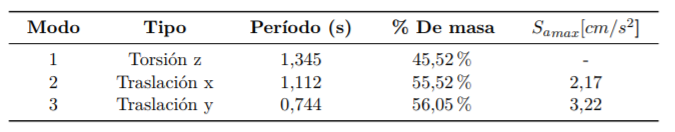 Modo Tipo Período (s) % De masa S_amax[cm/s²]
1 Torsión z 1,345 45,52 % -
2 Traslación x 1,112 55,52 % 2,17
3 Traslación y 0,744 56,05 % 3,22